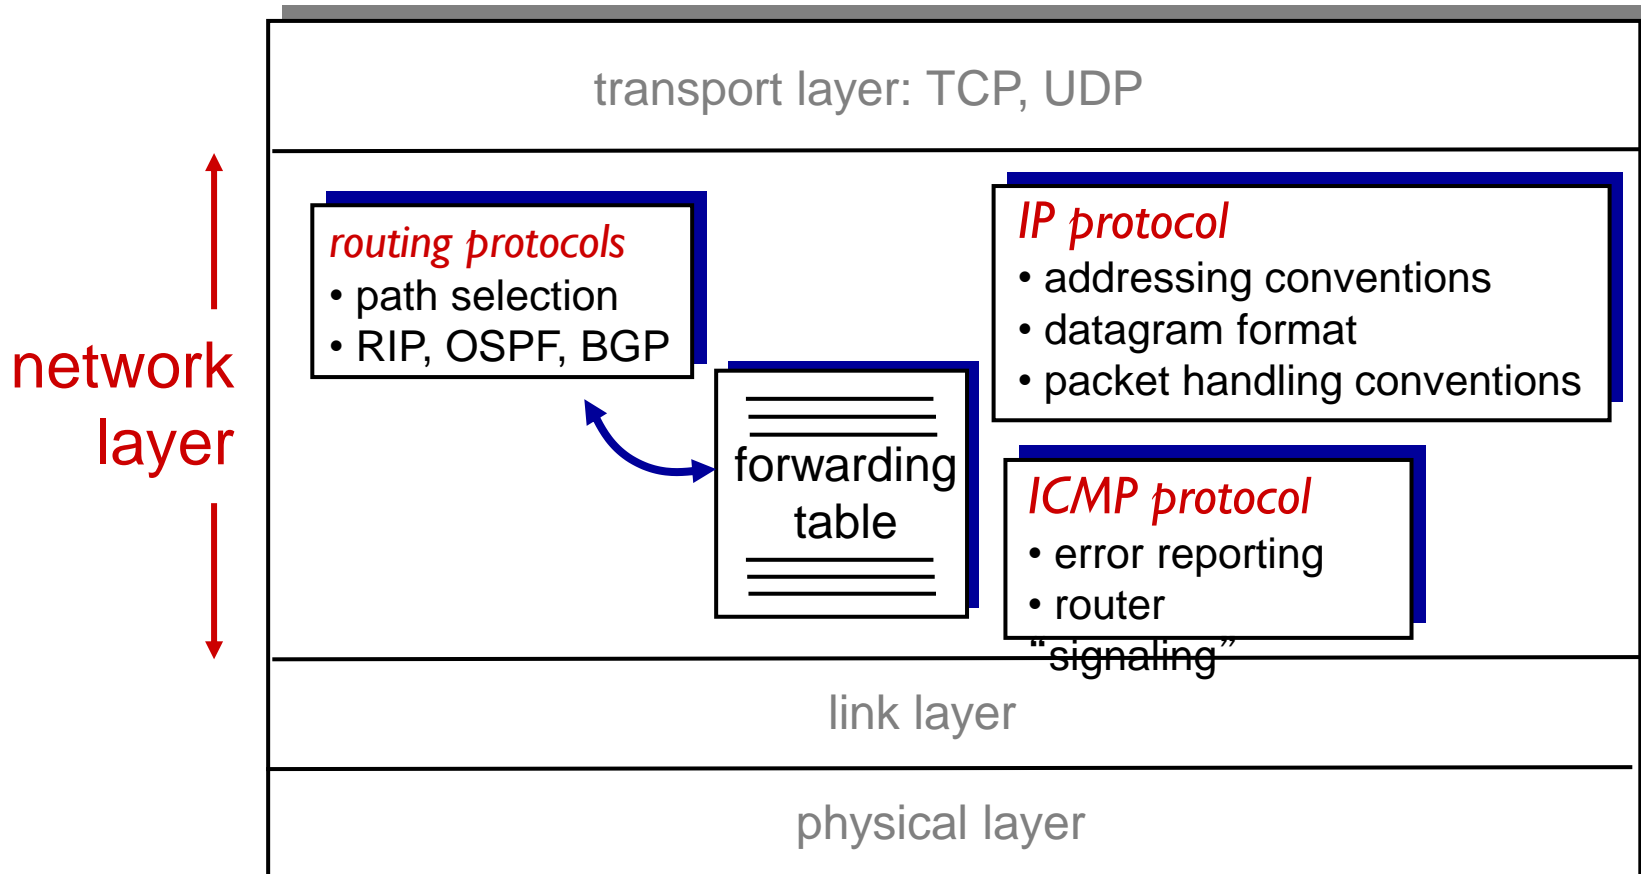 transport layer: TCP, UDP
network
layer
routing protocols
• path selection
• RIP, OSPF, BGP
forwarding
table
IP protocol
• addressing conventions
• datagram format
• packet handling conventions
ICMP protocol
• error reporting
• router
“signaling”
link layer
physical layer